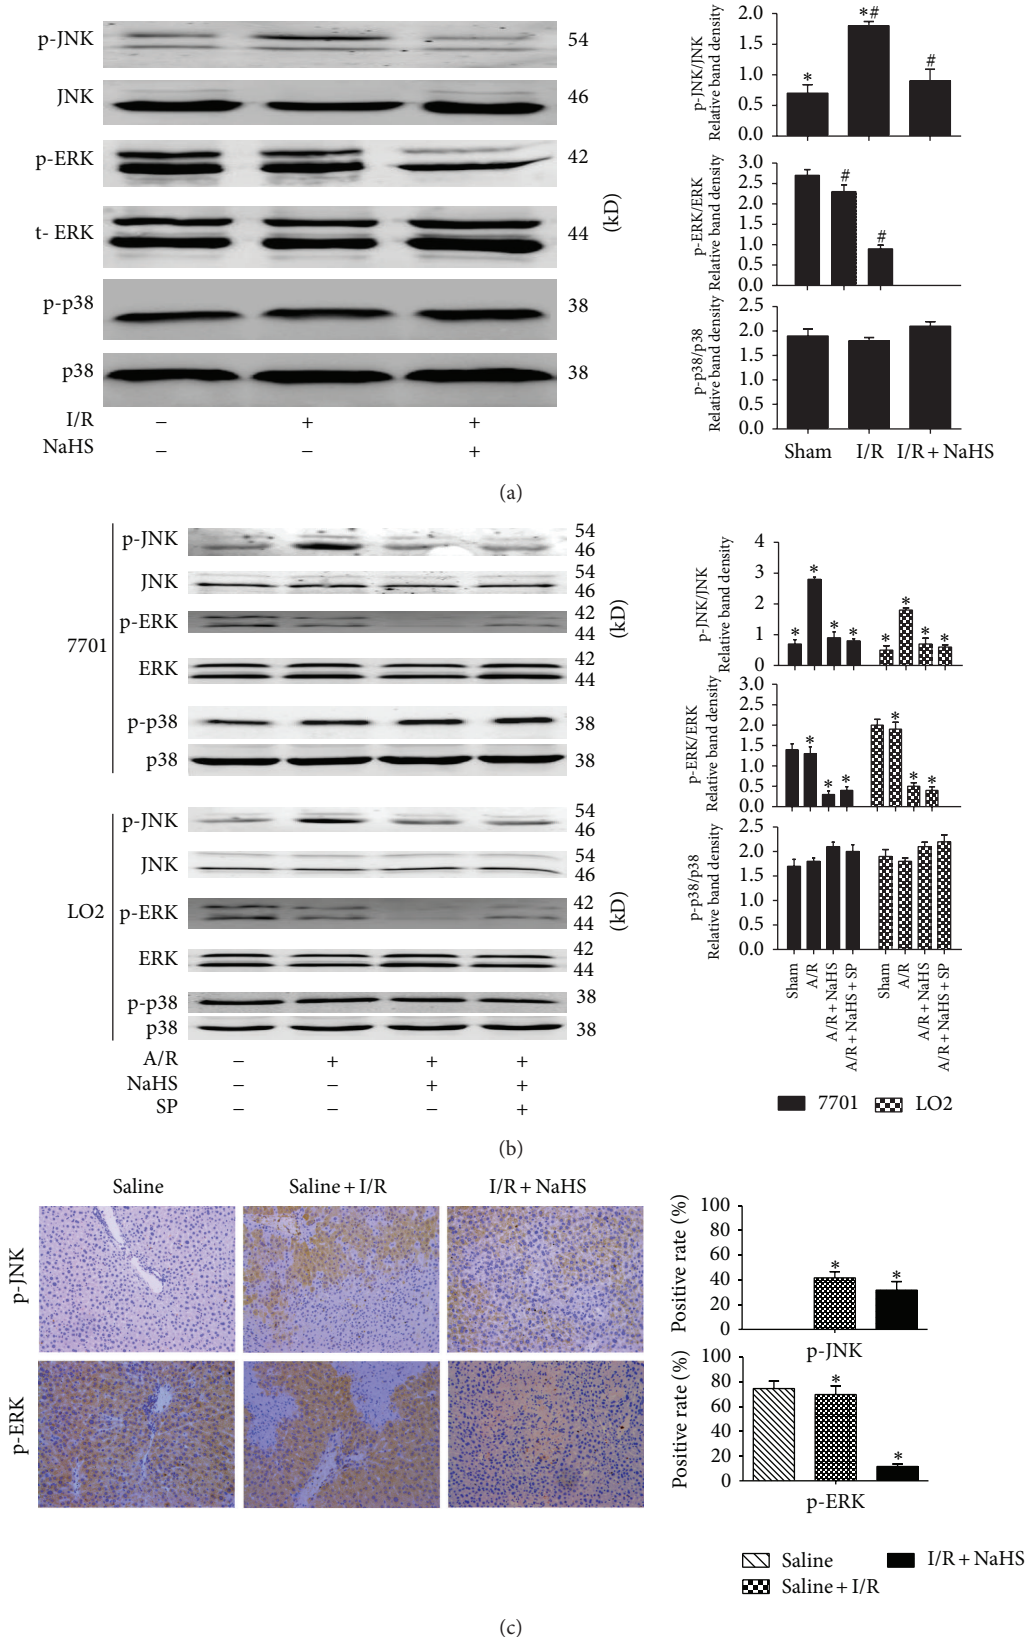 p-JNK 54
JNK 46
p-ERK 42
t- ERK 44
p-p38 38
p38 38
(kD)
I/R − + +
NaHS − − +
p-JNK/JNK
Relative band density
2.0
1.5
1.0
0.5
0.0
* *# #
p-ERK/ERK
Relative band density
3.0
2.5
2.0
1.5
1.0
0.5
0.0
# #
p-p38/p38
Relative band density
2.5
2.0
1.5
1.0
0.5
0.0
Sham I/R I/R + NaHS
(a)
7701
p-JNK 54
46
JNK 54
46
p-ERK 42
44
ERK 42
44
p-p38 38
p38 38
(kD)
LO2
p-JNK 54
46
JNK 54
46
p-ERK 42
44
ERK 42
44
p-p38 38
p38 38
(kD)
A/R − + + +
NaHS − − + +
SP − − − +
p-JNK/JNK
Relative band density
4
3
2
1
0
* * * * * * * *
p-ERK/ERK
Relative band density
2.5
2.0
1.5
1.0
0.5
0.0
* * * * * *
p-p38/p38
Relative band density
2.5
2.0
1.5
1.0
0.5
0.0
Sham
A/R
A/R + NaHS
A/R + NaHS + SP
Sham
A/R
A/R + NaHS
A/R + NaHS + SP
7701 LO2
(b)
Saline Saline + I/R I/R + NaHS
p-JNK
p-ERK
Positive rate (%)
100
80
60
40
20
0
* *
p-JNK
Positive rate (%)
100
80
60
40
20
0
* *
p-ERK
Saline I/R + NaHS
Saline + I/R
(c)